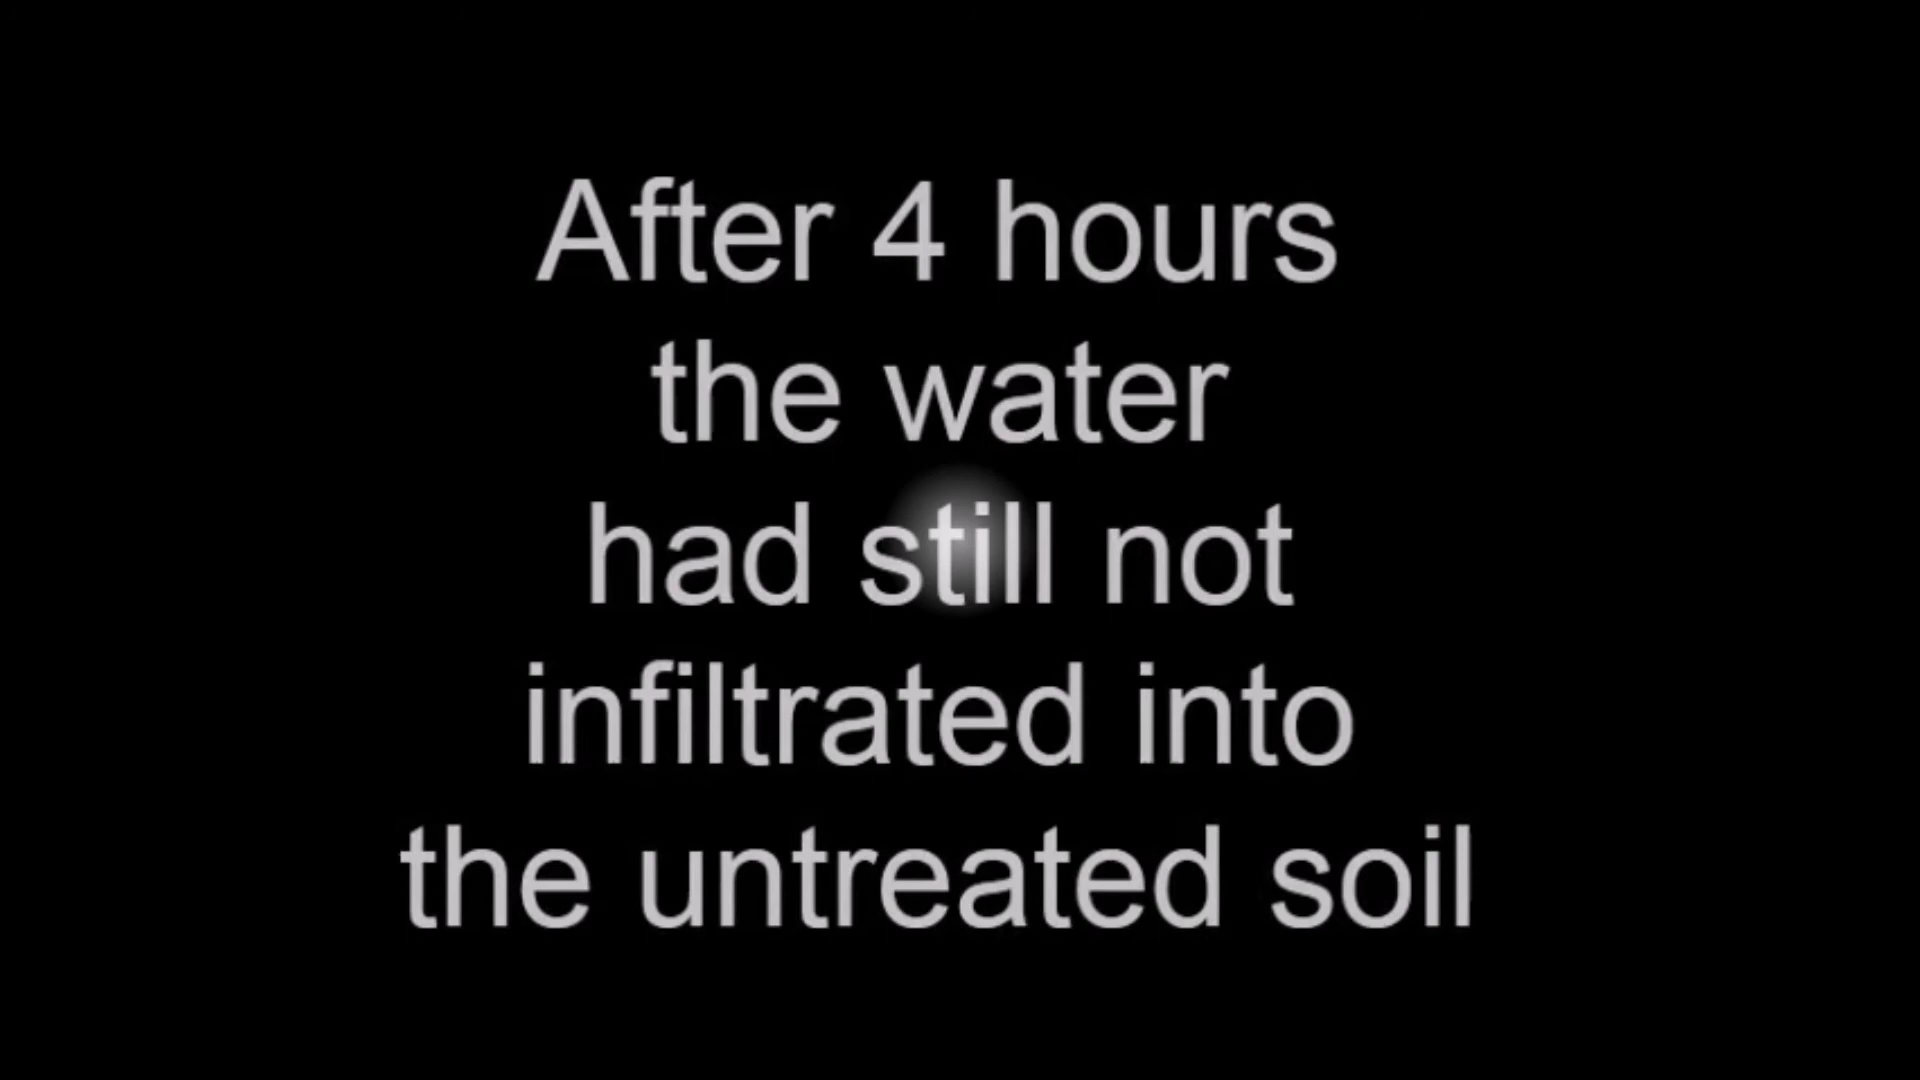 After 4 hours
the water
had still not
infiltrated into
the untreated soil